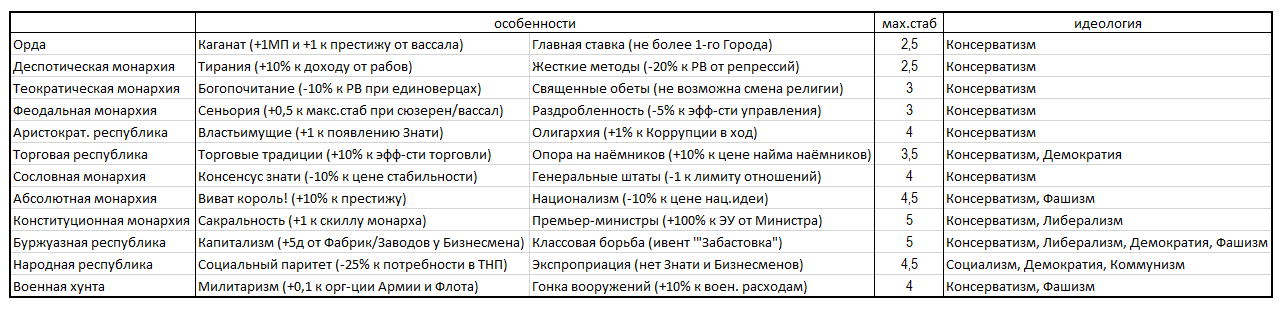 особенности мах.стаб идеология
Орда Каганат (+1МП и +1 к престижу от вассала) Главная ставка (не более 1-го Города) 2,5 Консерватизм
Деспотическая монархия Тирания (+10% к доходу от рабов) Жесткие методы (-20% к РВ от репрессий) 2,5 Консерватизм
Теократическая монархия Богопочитание (-10% к РВ при единоверцах) Священные обеты (не возможна смена религии) 3 Консерватизм
Феодальная монархия Сеньория (+0,5 к макс.стаб при сюзерен/вассал) Раздробленность (-5% к эфф-сти управления) 3 Консерватизм
Аристократ. республика Властьимущие (+1 к появлению Знати) Олигархия (+1% к Коррупции в ход) 4 Консерватизм
Торговая республика Торговые традиции (+10% к эфф-сти торговли) Опора на наёмников (+10% к цене найма наёмников) 3,5 Консерватизм, Демократия
Сословная монархия Консенсус знати (-10% к цене стабильности) Генеральные штаты (-1 к лимиту отношений) 4 Консерватизм
Абсолютная монархия Виват король! (+10% к престижу) Национализм (-10% к цене нац.идеи) 4,5 Консерватизм, Фашизм
Конституционная монархия Сакральность (+1 к скиллу монарха) Премьер-министры (+100% к ЭУ от Министра) 5 Консерватизм, Либерализм
Буржуазная республика Капитализм (+5д от Фабрик/Заводов у Бизнесмена) Классовая борьба (ивент '"Забастовка") 5 Консерватизм, Либерализм, Демократия, Фашизм
Народная республика Социальный паритет (-25% к потребности в ТНП) Экспроприация (нет Знати и Бизнесменов) 4,5 Социализм, Демократия, Коммунизм
Военная хунта Милитаризм (+0,1 к орг-ции Армии и Флота) Гонка вооружений (+10% к воен. расходам) 4 Консерватизм, Фашизм